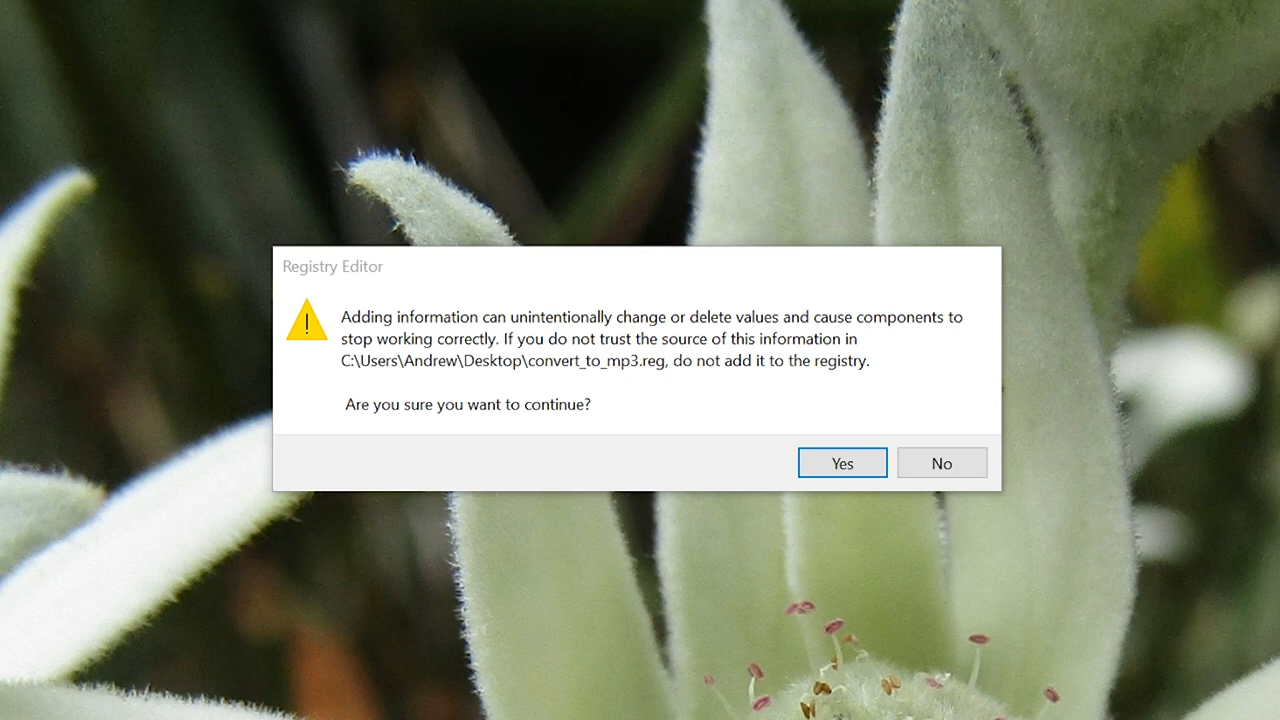 Registry Editor
Adding information can unintentionally change or delete values and cause components to
stop working correctly. If you do not trust the source of this information in
C:\Users\Andrew\Desktop\convert_to_mp3.reg, do not add it to the registry.
Are you sure you want to continue?
Yes No